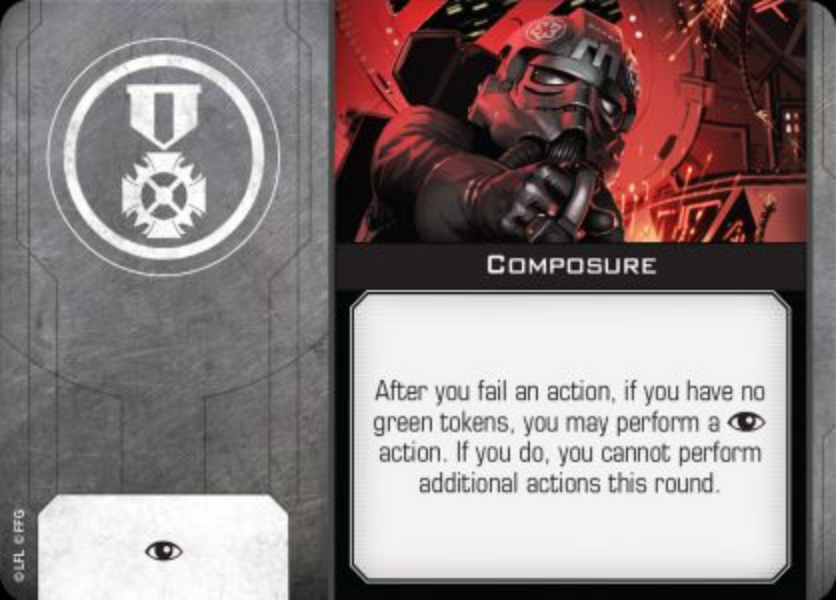 COMPOSURE
After you fail an action, if you have no
green tokens, you may perform a
action. If you do, you cannot perform
additional actions this round.
©LFL ©FFG